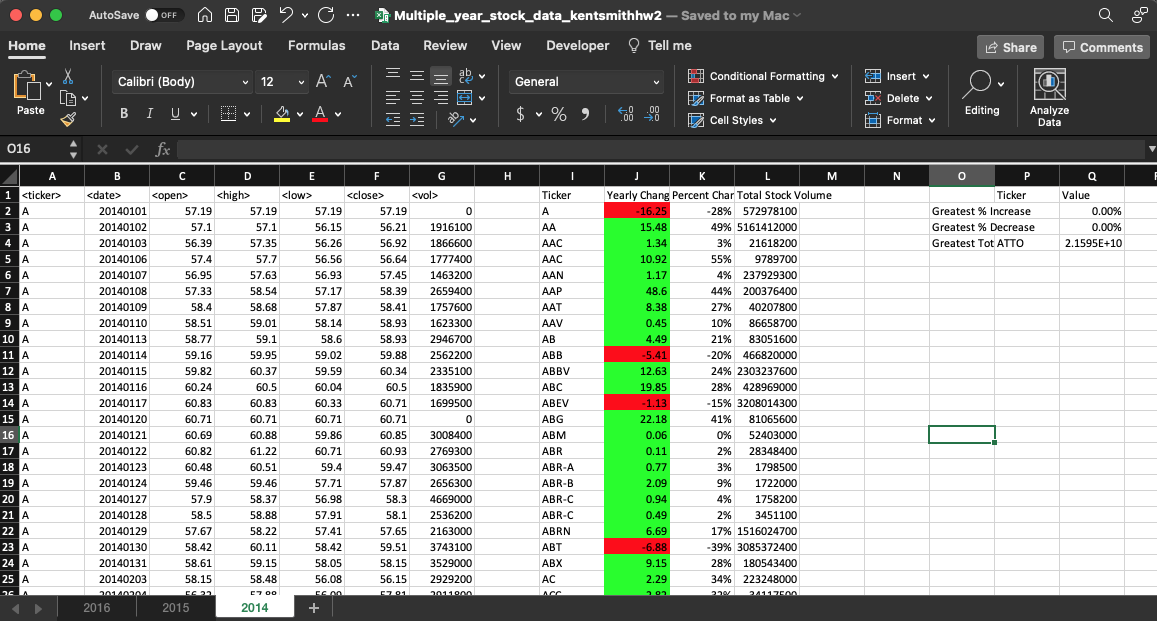 AutoSave OFF Multiple_year_stock_data_kentsmithhw2 — Saved to my Mac
Home Insert Draw Page Layout Formulas Data Review View Developer Tell me Share Comments
Paste Calibri (Body) 12 A A ab General Conditional Formatting Insert
B I U A $ % Format as Table Delete Editing Analyze Data
Cell Styles Format
O16 fx
A B C D E F G H I J K L M N O P Q
1 <ticker> <date> <open> <high> <low> <close> <vol> Ticker Yearly Chang Percent Char Total Stock Volume Ticker Value
2 A 20140101 57.19 57.19 57.19 57.19 0 A -16.25 -28% 572978100 Greatest % Increase 0.00%
3 A 20140102 57.1 57.1 56.15 56.21 1916100 AA 15.48 49% 5161412000 Greatest % Decrease 0.00%
4 A 20140103 56.39 57.35 56.26 56.92 1866600 AAC 1.34 3% 21618200 Greatest Tot ATTO 2.1595E+10
5 A 20140106 57.4 57.7 56.56 56.64 1777400 AAC 10.92 55% 9789700
6 A 20140107 56.95 57.63 56.93 57.45 1463200 AAN 1.17 4% 237929300
7 A 20140108 57.33 58.54 57.17 58.39 2659400 AAP 48.6 44% 200376400
8 A 20140109 58.4 58.68 57.87 58.41 1757600 AAT 8.38 27% 40207800
9 A 20140110 58.51 59.01 58.14 58.93 1623300 AAV 0.45 10% 86658700
10 A 20140113 58.77 59.1 58.6 58.93 2946700 AB 4.49 21% 83051600
11 A 20140114 59.16 59.95 59.02 59.88 2562200 ABB -5.41 -20% 466820000
12 A 20140115 59.82 60.37 59.59 60.34 2335100 ABBV 12.63 24% 2303237600
13 A 20140116 60.24 60.5 60.04 60.5 1835900 ABC 19.85 28% 428969000
14 A 20140117 60.83 60.83 60.33 60.71 1699500 ABEV -1.13 -15% 3208014300
15 A 20140120 60.71 60.71 60.71 60.71 0 ABG 22.18 41% 81065600
16 A 20140121 60.69 60.88 59.86 60.85 3008400 ABM 0.06 0% 52403000
17 A 20140122 60.82 61.22 60.71 60.93 2769300 ABR 0.11 2% 28348400
18 A 20140123 60.48 60.51 59.4 59.47 3063500 ABR-A 0.77 3% 1798500
19 A 20140124 59.46 59.46 57.71 57.87 2656300 ABR-B 2.09 9% 1722000
20 A 20140127 57.9 58.37 56.98 58.3 4669000 ABR-C 0.94 4% 1758200
21 A 20140128 58.5 58.88 57.91 58.1 2536200 ABR-C 0.49 2% 3451100
22 A 20140129 57.67 58.22 57.41 57.65 2163000 ABRN 6.69 17% 1516024700
23 A 20140130 58.42 60.11 58.42 59.51 3743100 ABT -6.88 -39% 3085372400
24 A 20140131 58.61 59.15 58.05 58.15 3529000 ABX 9.15 28% 180543400
25 A 20140203 58.15 58.48 56.08 56.15 2929200 AC 2.29 34% 223248000
2016 2015 2014 +